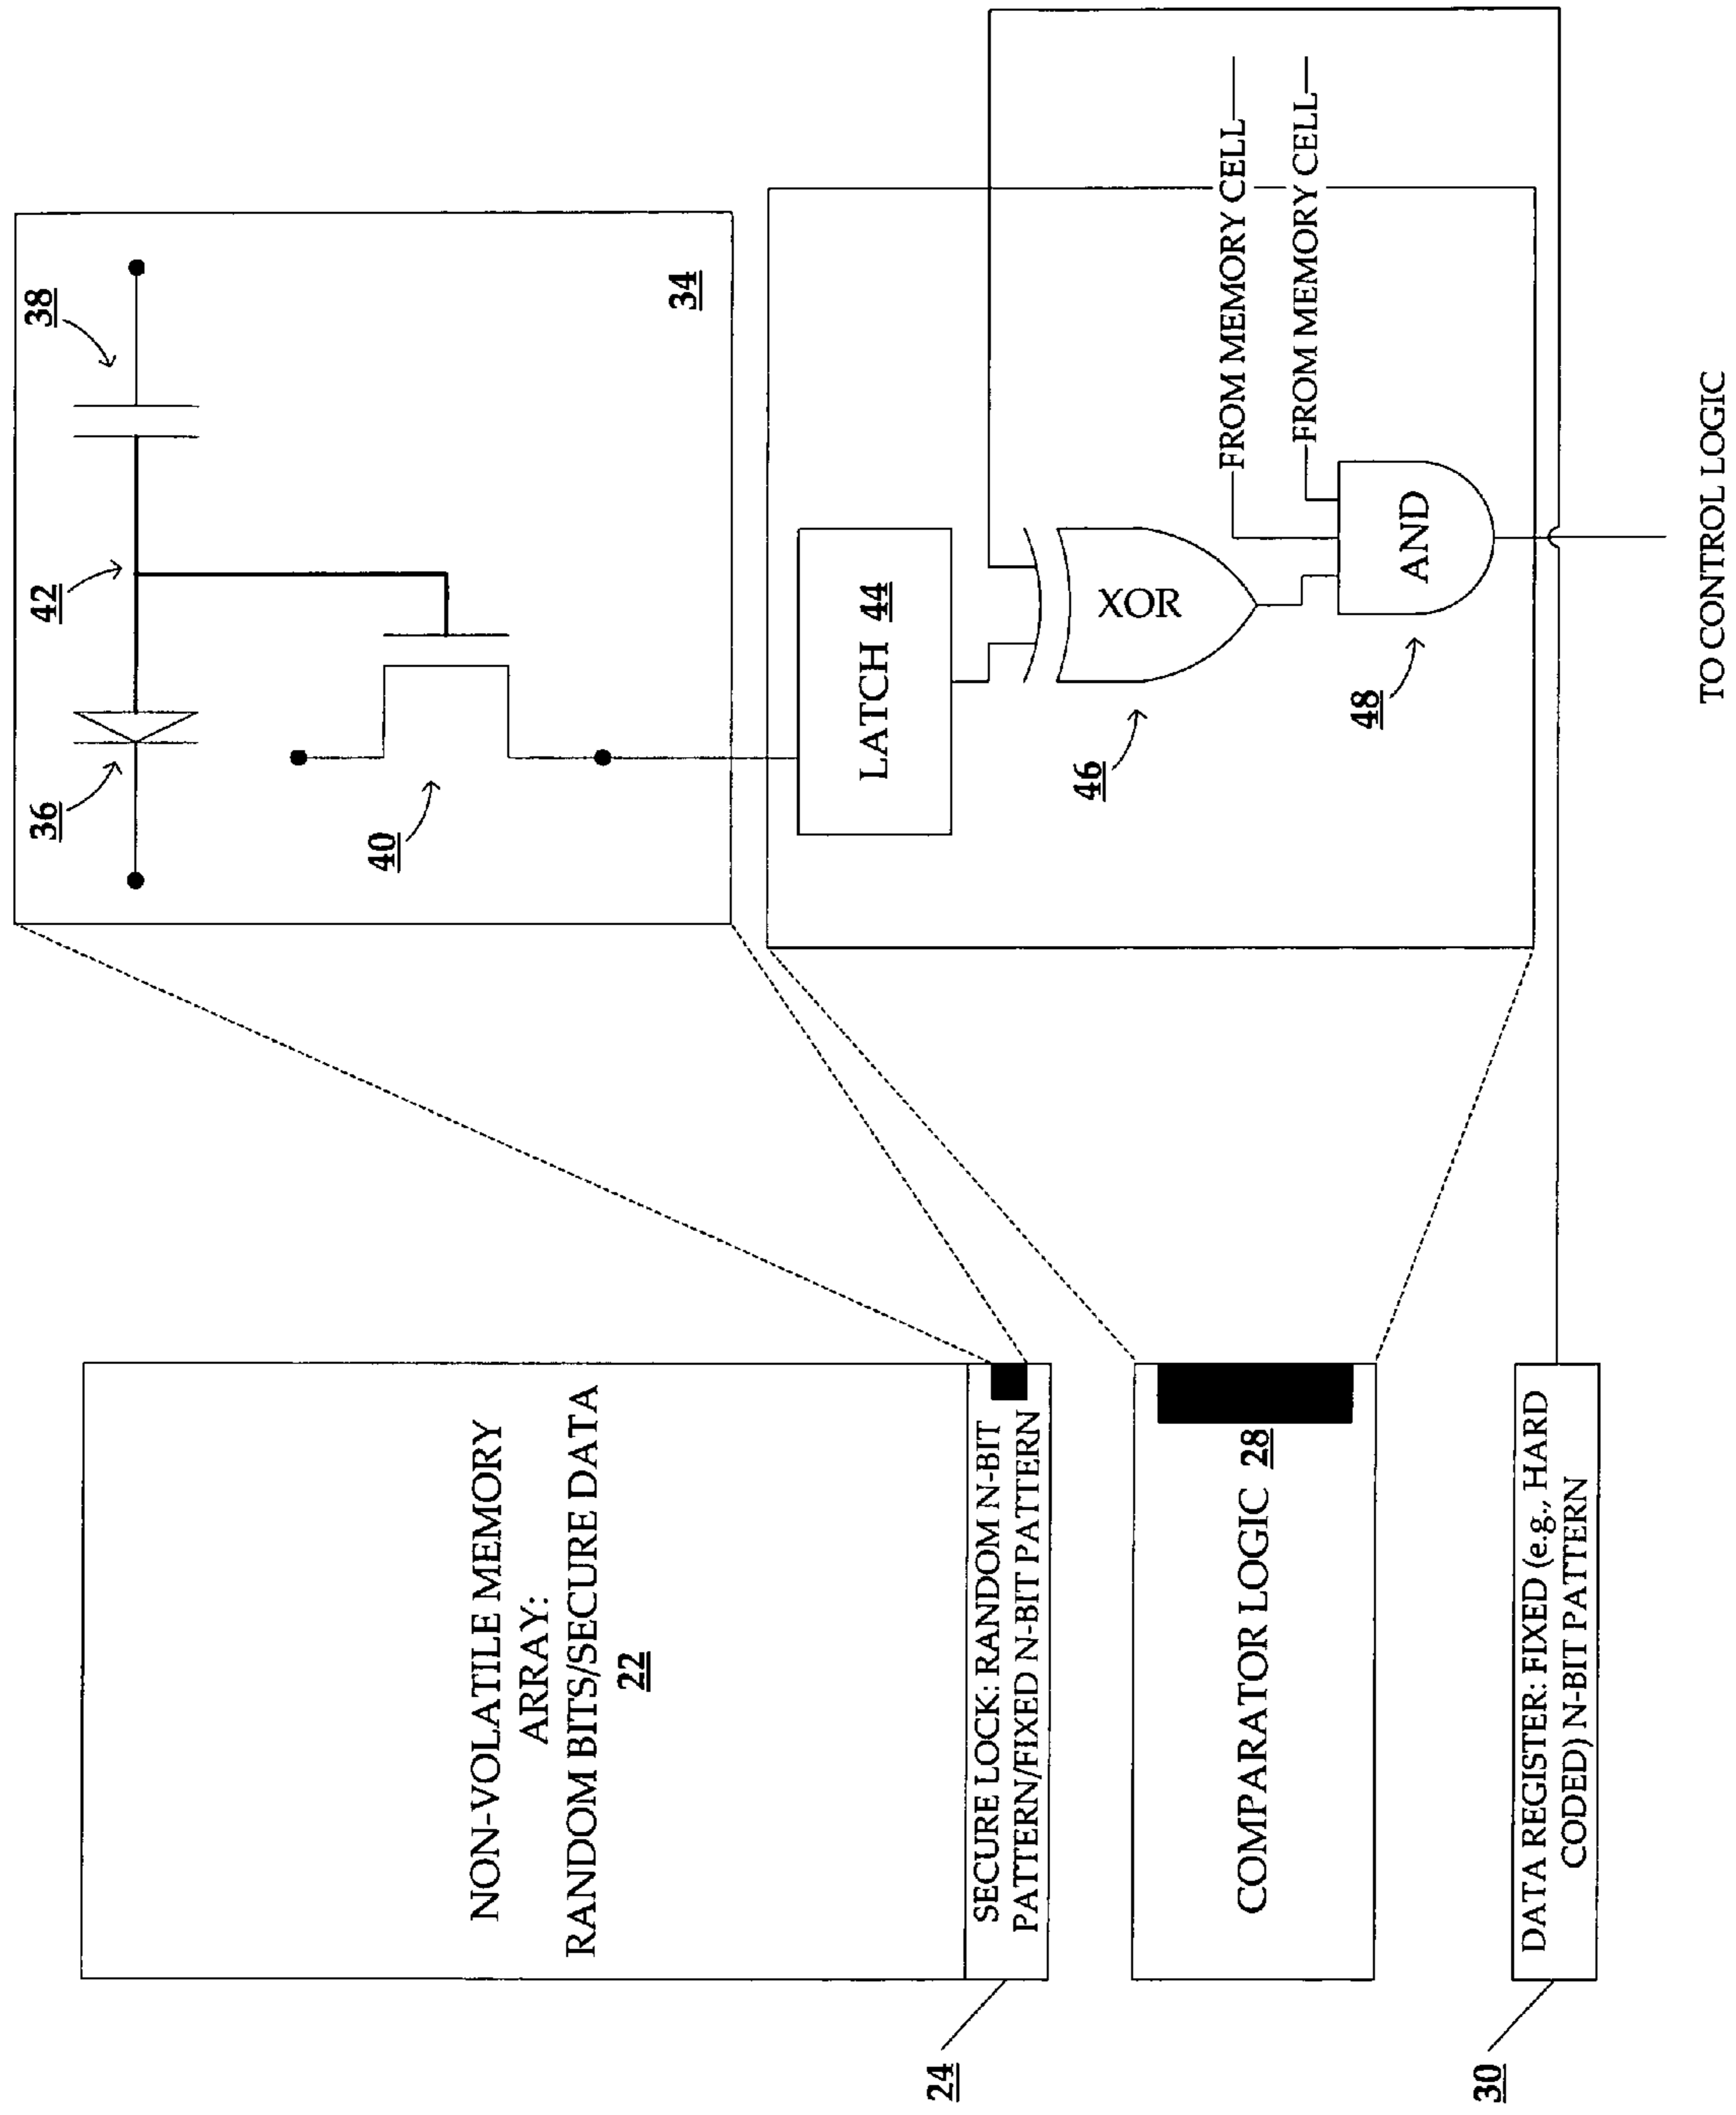 NON-VOLATILE MEMORY
ARRAY:
RANDOM BITS/SECURE DATA
22
SECURE LOCK: RANDOM N-BIT
PATTERN/FIXED N-BIT PATTERN
24
COMPARATOR LOGIC 28
DATA REGISTER: FIXED (e.g., HARD
CODED) N-BIT PATTERN
30
36
42
38
40
34
LATCH 44
XOR
46
FROM MEMORY CELL
FROM MEMORY CELL
AND
48
TO CONTROL LOGIC